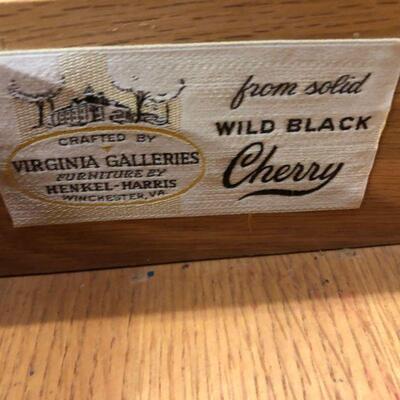 CRAFTED BY
VIRGINIA GALLERIES
FURNITURE BY
HENKEL-HARRIS
WINCHESTER, VA.
from solid
WILD BLACK
Cherry